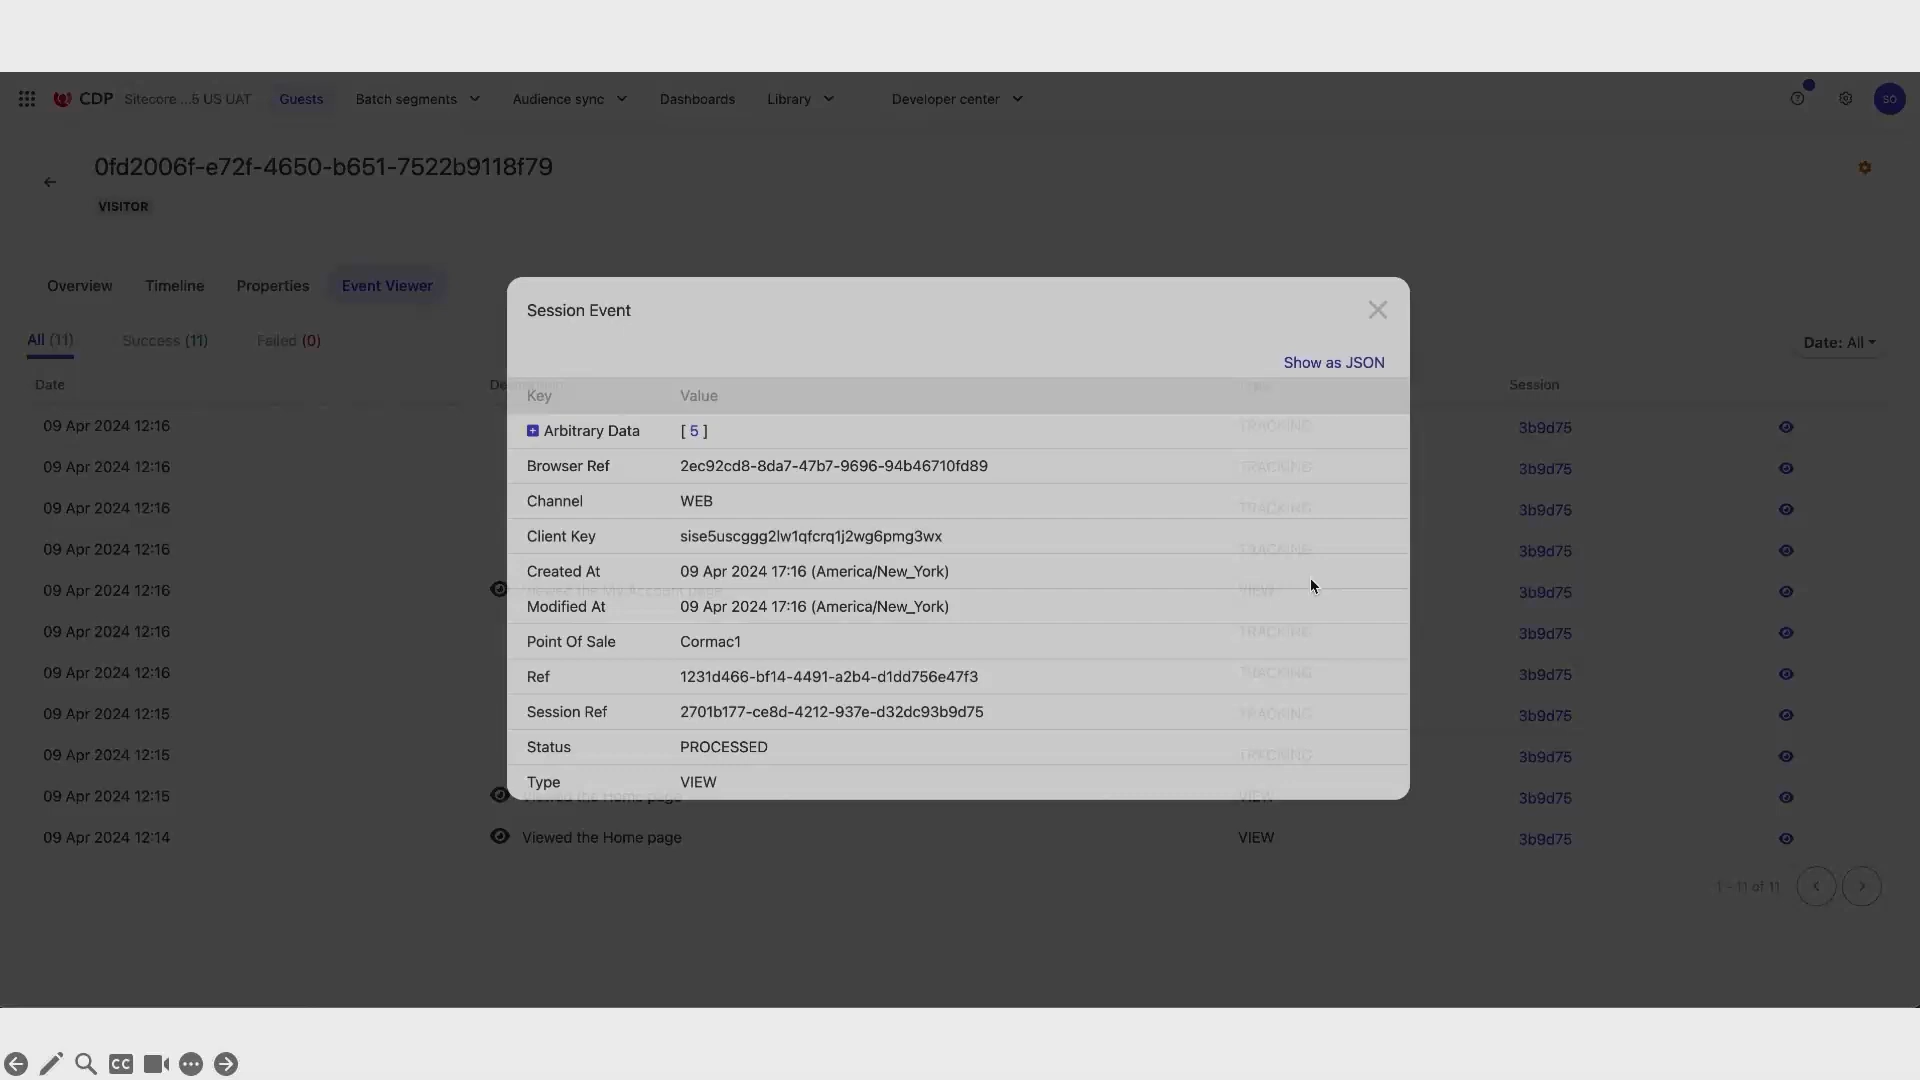 CDP Sitecore ...5 US UAT Guests Batch segments Audience sync Dashboards Library Developer center SO
0fd2006f-e72f-4650-b651-7522b9118f79
VISITOR
Overview Timeline Properties Event Viewer
All (11) Success (11) Failed (0) Date: All
Session Event
Show as JSON
Date Session
Key Value
09 Apr 2024 12:16 TRACKING 3b9d75
Arbitrary Data [ 5 ]
09 Apr 2024 12:16 TRACKING 3b9d75
Browser Ref 2ec92cd8-8da7-47b7-9696-94b46710fd89
09 Apr 2024 12:16 TRACKING 3b9d75
Channel WEB
09 Apr 2024 12:16 TRACKING 3b9d75
Client Key sise5uscggg2lw1qfcrq1j2wg6pmg3wx
Created At 09 Apr 2024 17:16 (America/New_York)
09 Apr 2024 12:16 Viewed the My Account page VIEW 3b9d75
Modified At 09 Apr 2024 17:16 (America/New_York)
09 Apr 2024 12:16 TRACKING 3b9d75
Point Of Sale Cormac1
09 Apr 2024 12:16 TRACKING 3b9d75
Ref 1231d466-bf14-4491-a2b4-d1dd756e47f3
09 Apr 2024 12:15 TRACKING 3b9d75
Session Ref 2701b177-ce8d-4212-937e-d32dc93b9d75
09 Apr 2024 12:15 TRACKING 3b9d75
Status PROCESSED
Type VIEW
09 Apr 2024 12:15 Viewed the Home page VIEW 3b9d75
09 Apr 2024 12:14 Viewed the Home page VIEW 3b9d75
1 - 11 of 11
CC